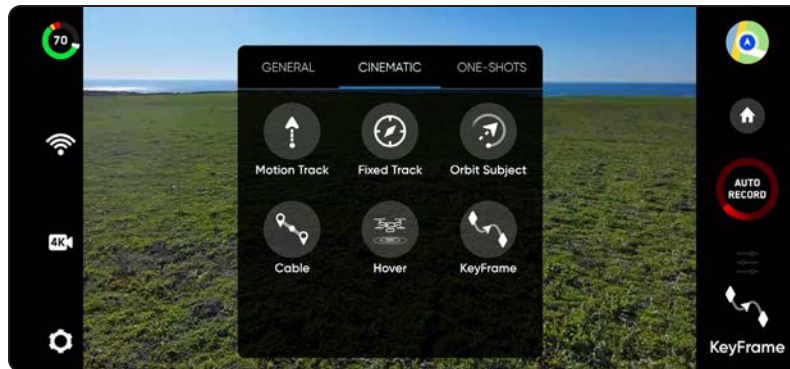 70
GENERAL CINEMATIC ONE-SHOTS
Motion Track Fixed Track Orbit Subject
AUTO
RECORD
4K
Cable Hover KeyFrame
KeyFrame